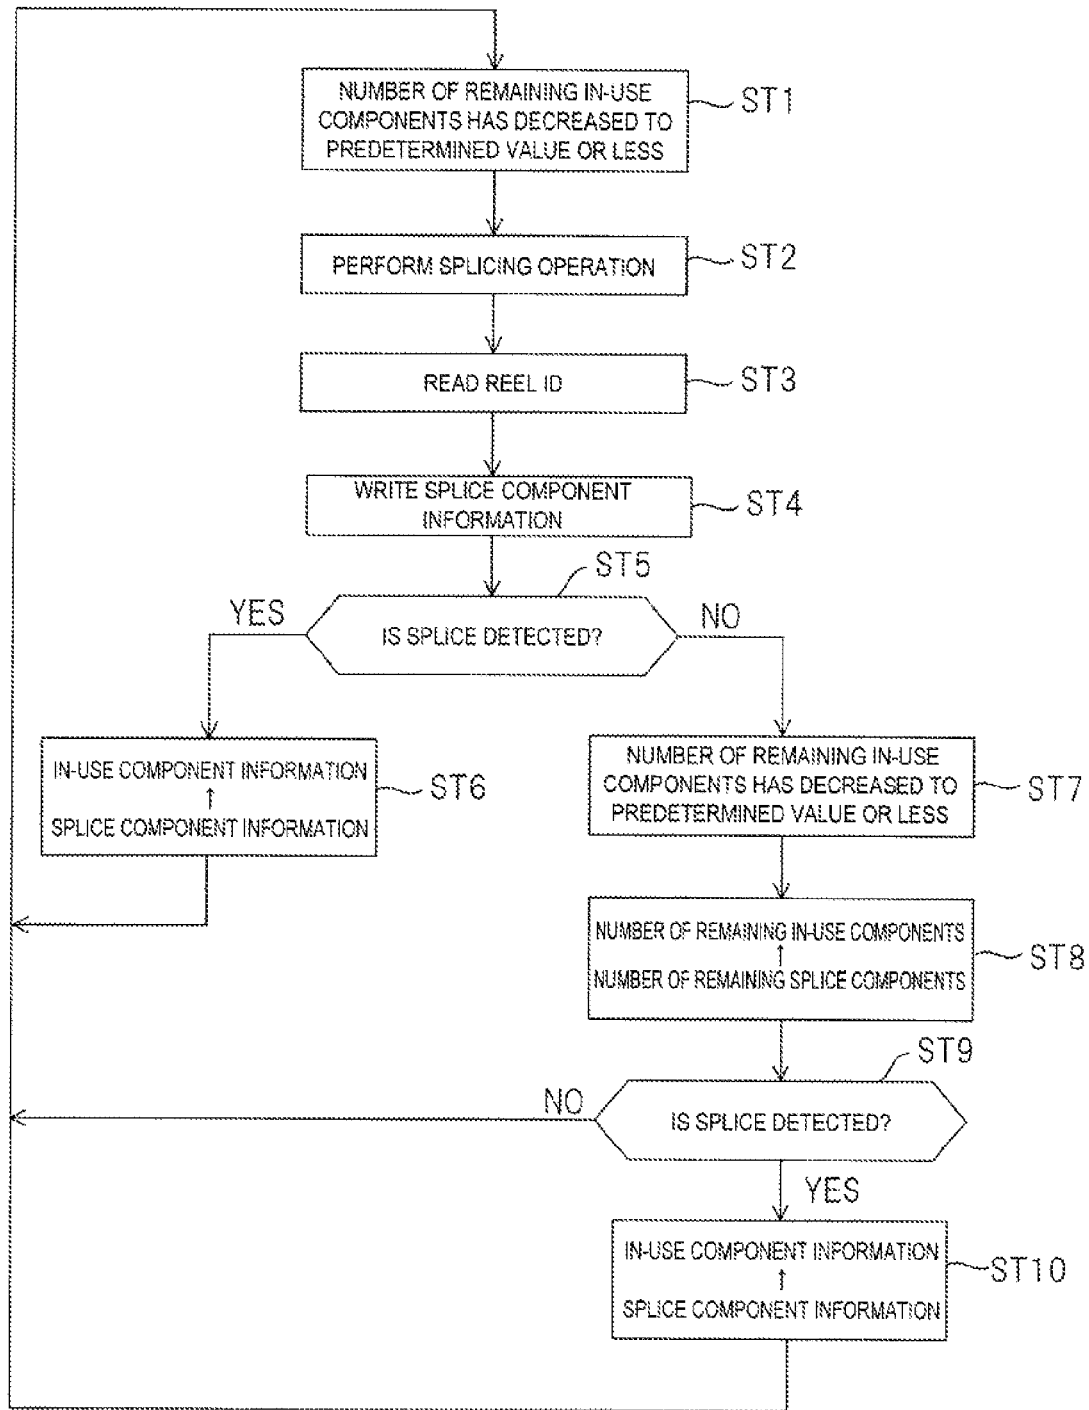 NUMBER OF REMAINING IN-USE
COMPONENTS HAS DECREASED TO
PREDETERMINED VALUE OR LESS
ST1
PERFORM SPLICING OPERATION
ST2
READ REEL ID
ST3
WRITE SPLICE COMPONENT
INFORMATION
ST4
ST5
YES
IS SPLICE DETECTED?
NO
IN-USE COMPONENT INFORMATION
↑
SPLICE COMPONENT INFORMATION
ST6
NUMBER OF REMAINING IN-USE
COMPONENTS HAS DECREASED TO
PREDETERMINED VALUE OR LESS
ST7
NUMBER OF REMAINING IN-USE COMPONENTS
↑
NUMBER OF REMAINING SPLICE COMPONENTS
ST8
ST9
NO
IS SPLICE DETECTED?
YES
IN-USE COMPONENT INFORMATION
↑
SPLICE COMPONENT INFORMATION
ST10